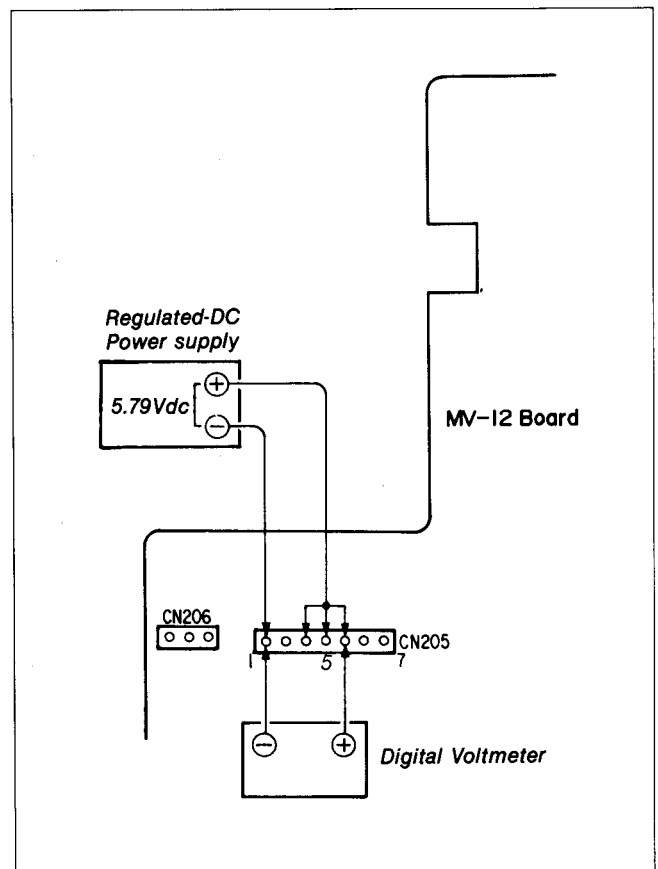 Regulated-DC
Power supply
5.79Vdc
+
−
MV-12 Board
CN206
CN205
1
5
7
−
+
Digital Voltmeter